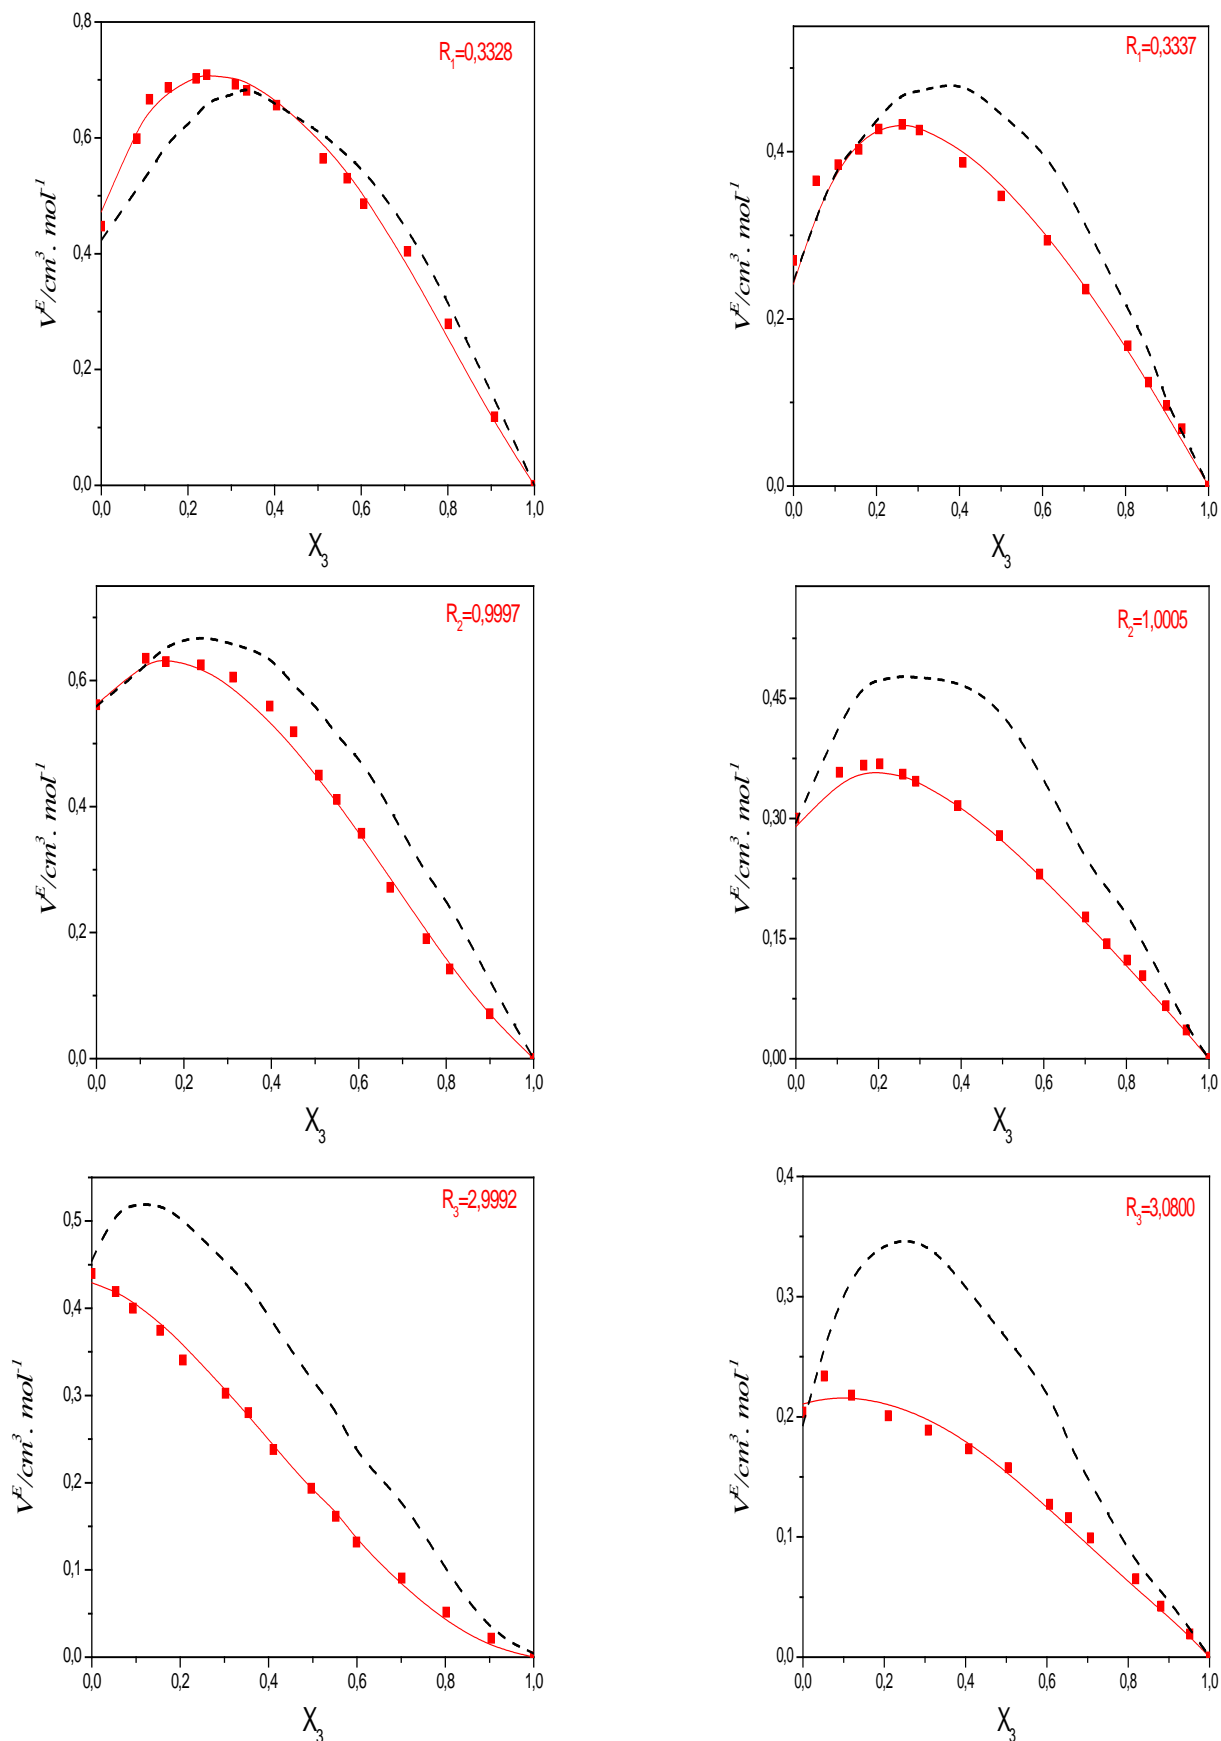 R₁=0,3328
0,8
0,6
0,4
0,2
0,0
Vᴱ/cm³. mol⁻¹
0,0 0,2 0,4 0,6 0,8 1,0
X₃
R₁=0,3337
0,4
0,2
0,0
Vᴱ/cm³. mol⁻¹
0,0 0,2 0,4 0,6 0,8 1,0
X₃
R₂=0,9997
0,6
0,4
0,2
0,0
Vᴱ/cm³. mol⁻¹
0,0 0,2 0,4 0,6 0,8 1,0
X₃
R₂=1,0005
0,45
0,30
0,15
0,00
Vᴱ/cm³. mol⁻¹
0,0 0,2 0,4 0,6 0,8 1,0
X₃
R₃=2,9992
0,5
0,4
0,3
0,2
0,1
0,0
Vᴱ/cm³. mol⁻¹
0,0 0,2 0,4 0,6 0,8 1,0
X₃
R₃=3,0800
0,4
0,3
0,2
0,1
0,0
Vᴱ/cm³. mol⁻¹
0,0 0,2 0,4 0,6 0,8 1,0
X₃